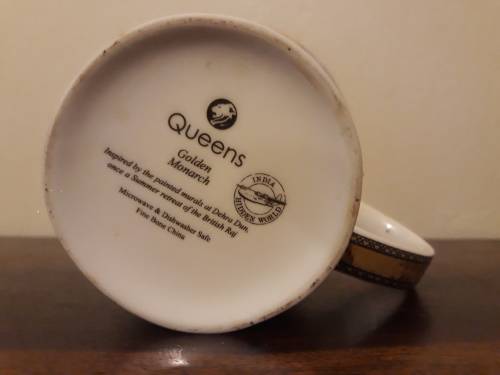 Queens
Golden
Monarch
Inspired by the painted murals at Dehra Dun,
once a Summer retreat of the British Raj
Microwave & Dishwasher Safe
Fine Bone China
INDIA
HIDDEN WORLD